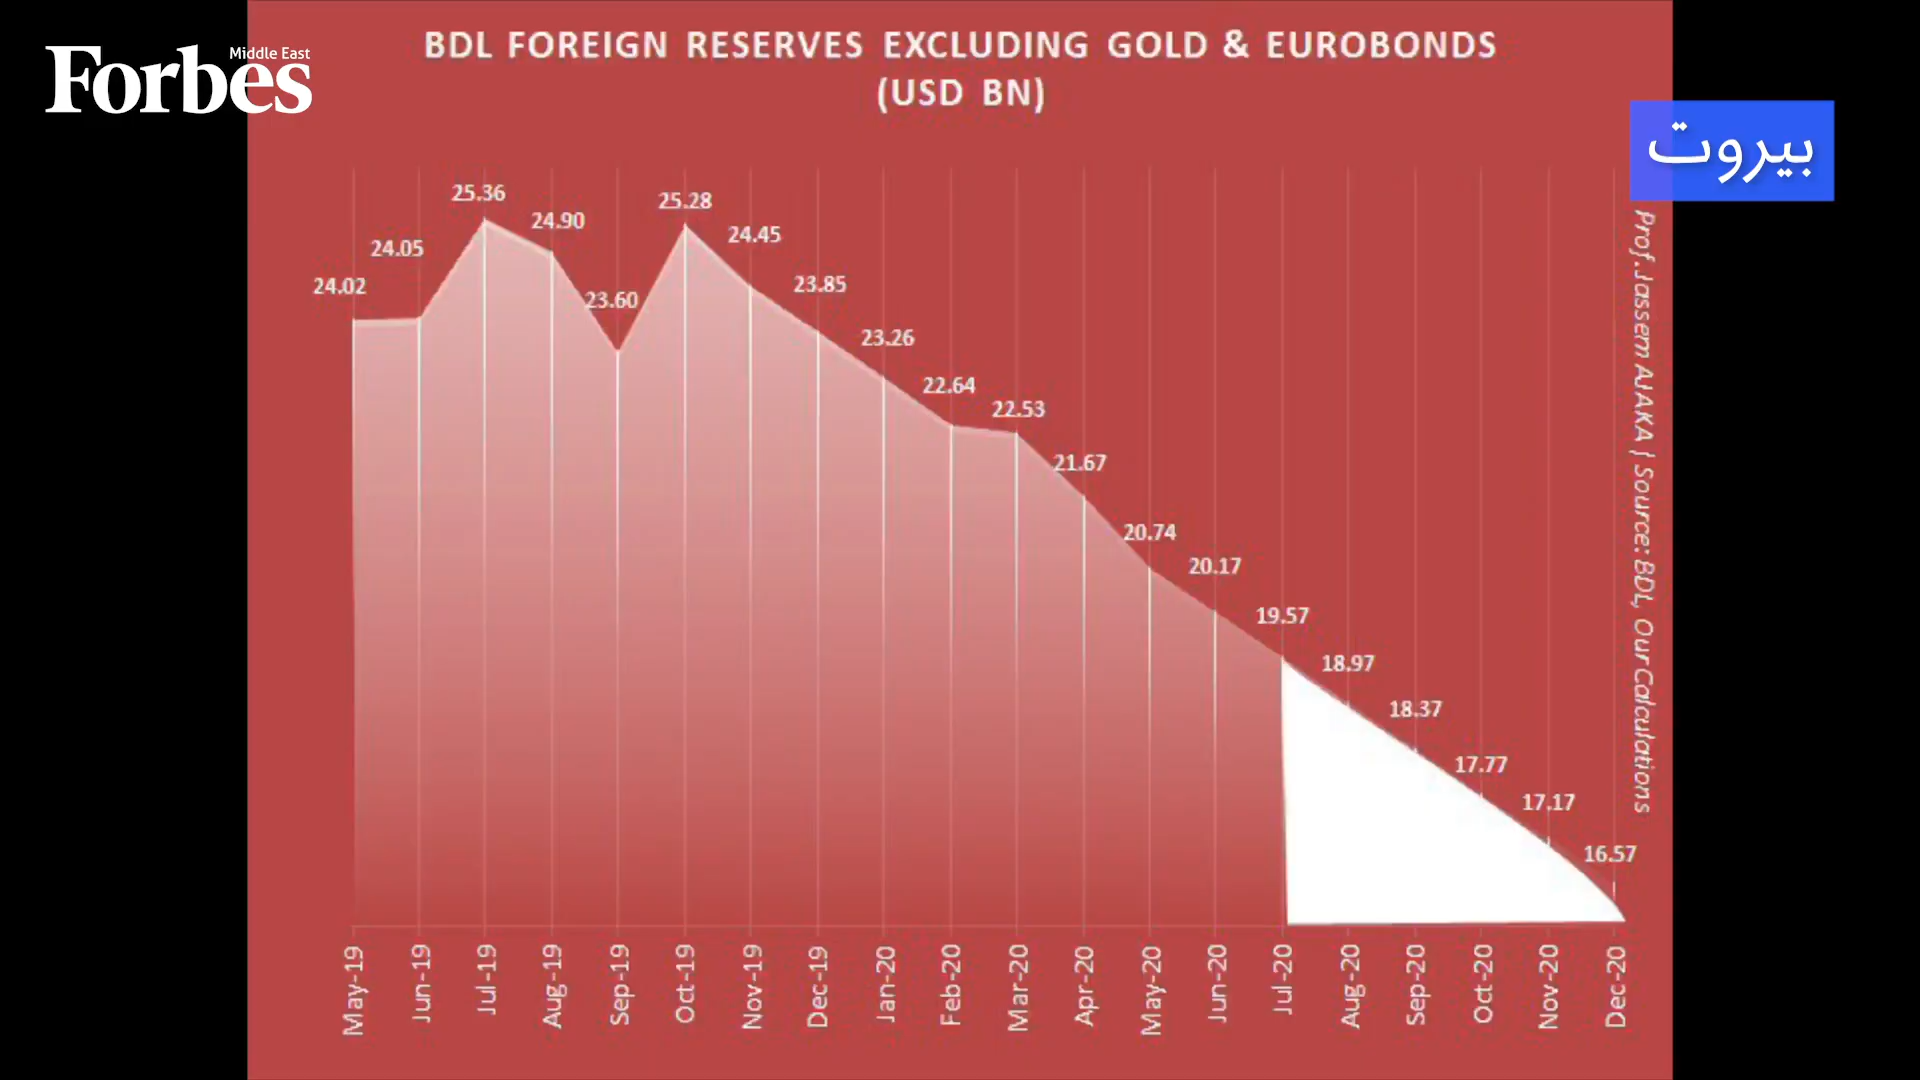 Forbes
Middle East
BDL FOREIGN RESERVES EXCLUDING GOLD & EUROBONDS
(USD BN)
بيروت
24.02
24.05
25.36
24.90
23.60
25.28
24.45
23.85
23.26
22.64
22.53
21.67
20.74
20.17
19.57
18.97
18.37
17.77
17.17
16.57
Prof. Jassem AJAKA | Source: BDL, Our Calculations
May-19
Jun-19
Jul-19
Aug-19
Sep-19
Oct-19
Nov-19
Dec-19
Jan-20
Feb-20
Mar-20
Apr-20
May-20
Jun-20
Jul-20
Aug-20
Sep-20
Oct-20
Nov-20
Dec-20